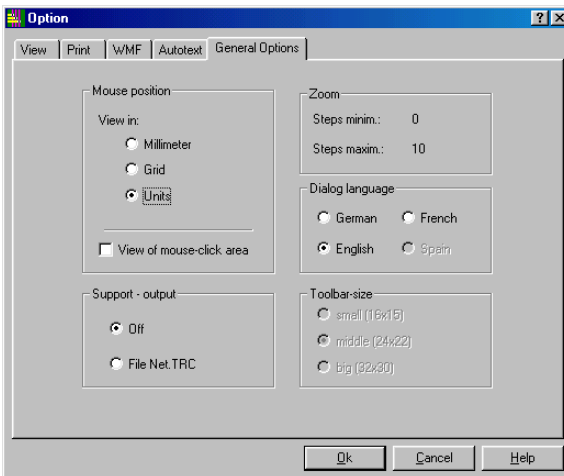 Option
View Print WMF Autotext General Options
Mouse position
View in:
Millimeter
Grid
Units
View of mouse-click area
Zoom
Steps minim.: 0
Steps maxim.: 10
Dialog language
German French
English Spain
Support - output
Off
File Net.TRC
Toolbar-size
small (16x15)
middle (24x22)
big (32x30)
Ok Cancel Help